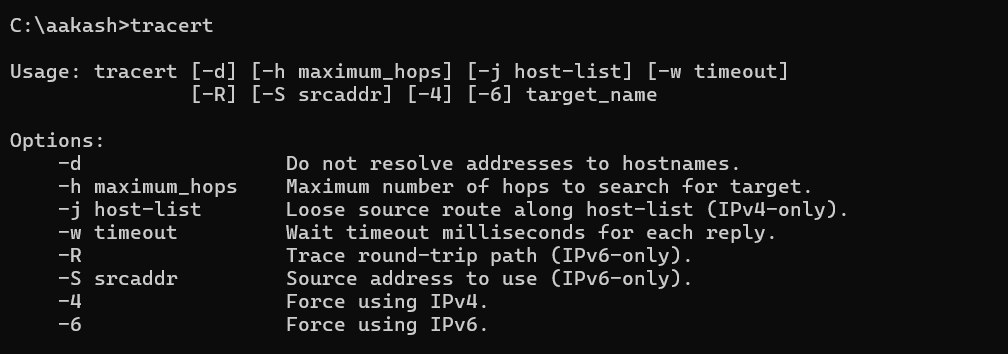 C:\aakash>tracert
Usage: tracert [-d] [-h maximum_hops] [-j host-list] [-w timeout]
               [-R] [-S srcaddr] [-4] [-6] target_name
Options:
    -d                 Do not resolve addresses to hostnames.
    -h maximum_hops    Maximum number of hops to search for target.
    -j host-list       Loose source route along host-list (IPv4-only).
    -w timeout         Wait timeout milliseconds for each reply.
    -R                 Trace round-trip path (IPv6-only).
    -S srcaddr         Source address to use (IPv6-only).
    -4                 Force using IPv4.
    -6                 Force using IPv6.